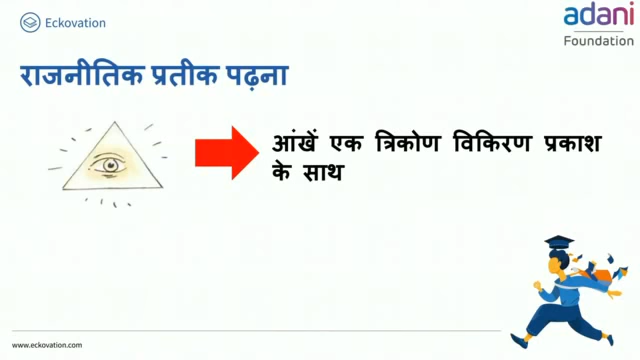 Eckovation
adani
Foundation
राजनीतिक प्रतीक पढ़ना
आंखें एक त्रिकोण विकिरण प्रकाश
के साथ
www.eckovation.com